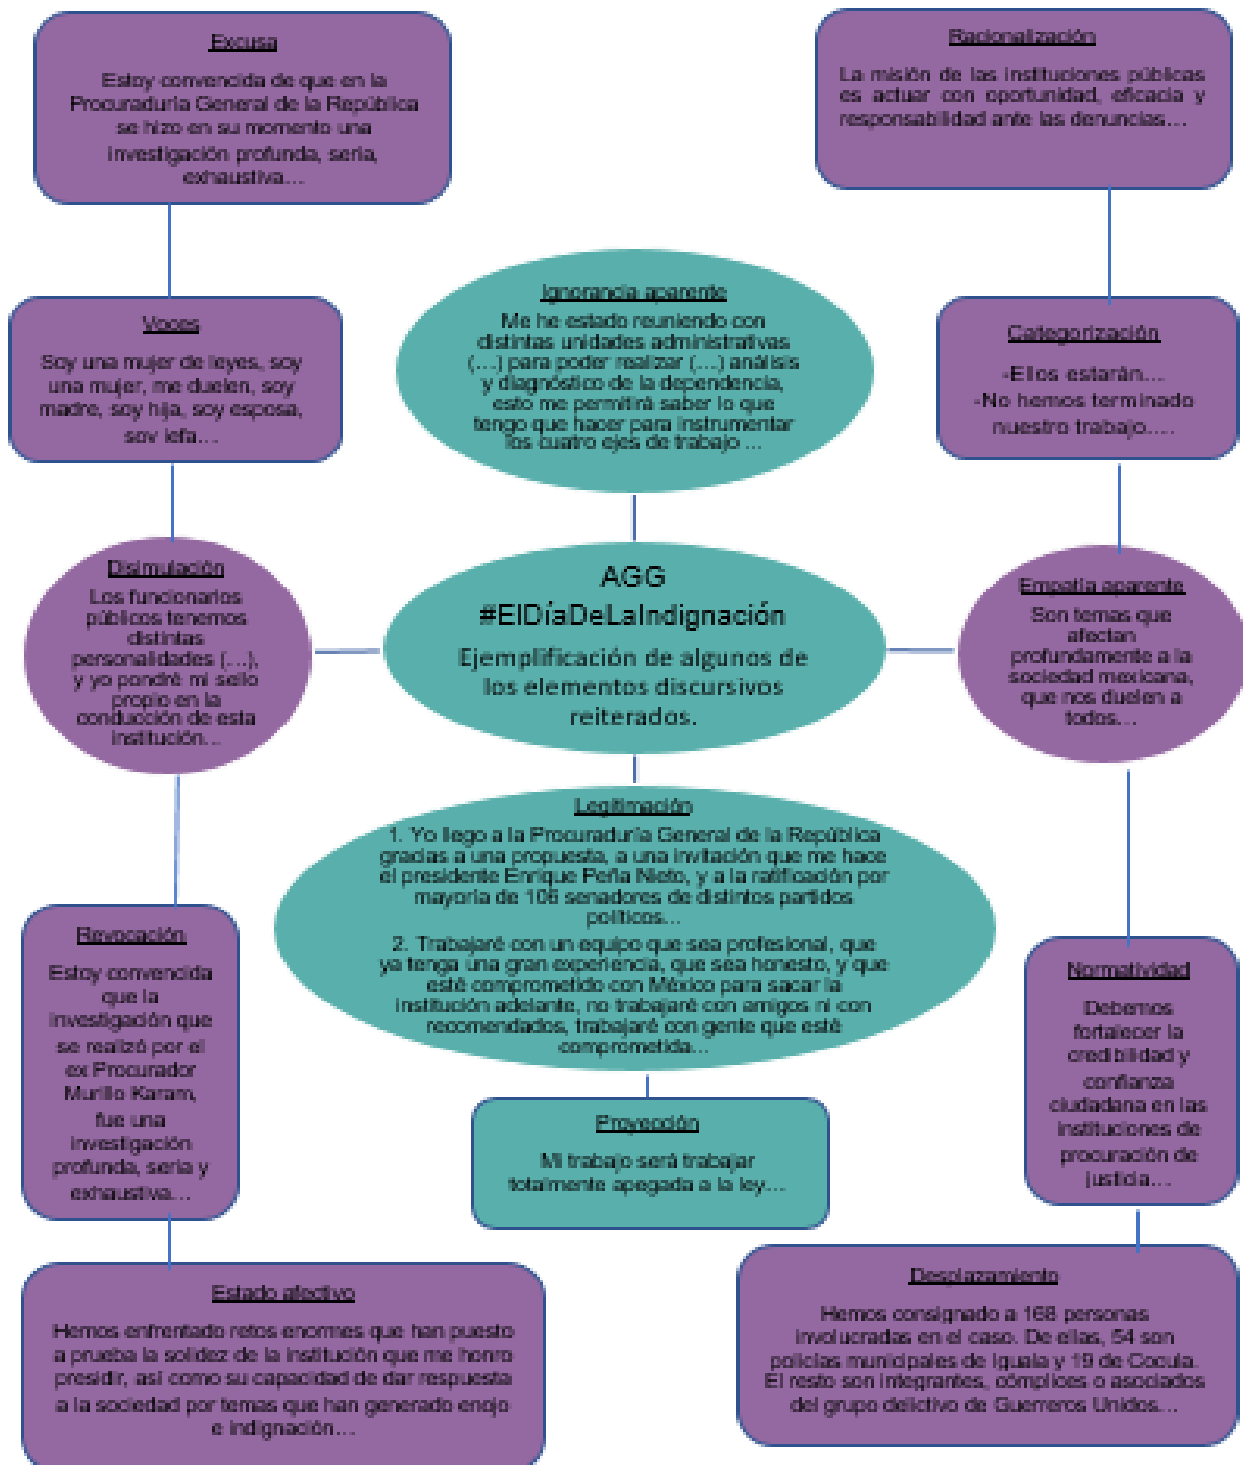 Excusa
Estoy convencida de que en la
Procuraduría General de la República
se hizo en su momento una
investigación profunda, seria,
exhaustiva…
Racionalización
La misión de las instituciones públicas
es actuar con oportunidad, eficacia y
responsabilidad ante las denuncias…
Voces
Soy una mujer de leyes, soy
una mujer, me duelen, soy
madre, soy hija, soy esposa,
soy jefa…
Ignorancia aparente
Me he estado reuniendo con
distintas unidades administrativas
(…) para poder realizar (…) análisis
y diagnóstico de la dependencia,
esto me permitirá saber lo que
tengo que hacer para instrumentar
los cuatro ejes de trabajo …
Categorización
-Ellos estarán…
-No hemos terminado
nuestro trabajo….
Disimulación
Los funcionarios
públicos tenemos
distintas
personalidades (…),
y yo pondré mi sello
propio en la
conducción de esta
institución…
AGG
#ElDíaDeLaIndignación
Ejemplificación de algunos de
los elementos discursivos
reiterados.
Empatía aparente
Son temas que
afectan
profundamente a la
sociedad mexicana,
que nos duelen a
todos…
Legitimación
1. Yo llego a la Procuraduría General de la República
gracias a una propuesta, a una invitación que me hace
el presidente Enrique Peña Nieto, y a la ratificación por
mayoría de 106 senadores de distintos partidos
políticos…
2. Trabajaré con un equipo que sea profesional, que
ya tenga una gran experiencia, que sea honesto, y que
esté comprometido con México para sacar la
institución adelante, no trabajaré con amigos ni con
recomendados, trabajaré con gente que esté
comprometida…
Revocación
Estoy convencida
que la
investigación que
se realizó por el
ex Procurador
Murillo Karam,
fue una
investigación
profunda, seria y
exhaustiva…
Normatividad
Debemos
fortalecer la
credibilidad y
confianza
ciudadana en las
instituciones de
procuración de
justicia…
Proyección
Mi trabajo será trabajar
totalmente apegada a la ley…
Estado afectivo
Hemos enfrentado retos enormes que han puesto
a prueba la solidez de la institución que me honro
presidir, así como su capacidad de dar respuesta
a la sociedad por temas que han generado enojo
e indignación…
Desplazamiento
Hemos consignado a 168 personas
involucradas en el caso. De ellas, 54 son
policías municipales de Iguala y 19 de Cocula.
El resto son integrantes, cómplices o asociados
del grupo delictivo de Guerreros Unidos…